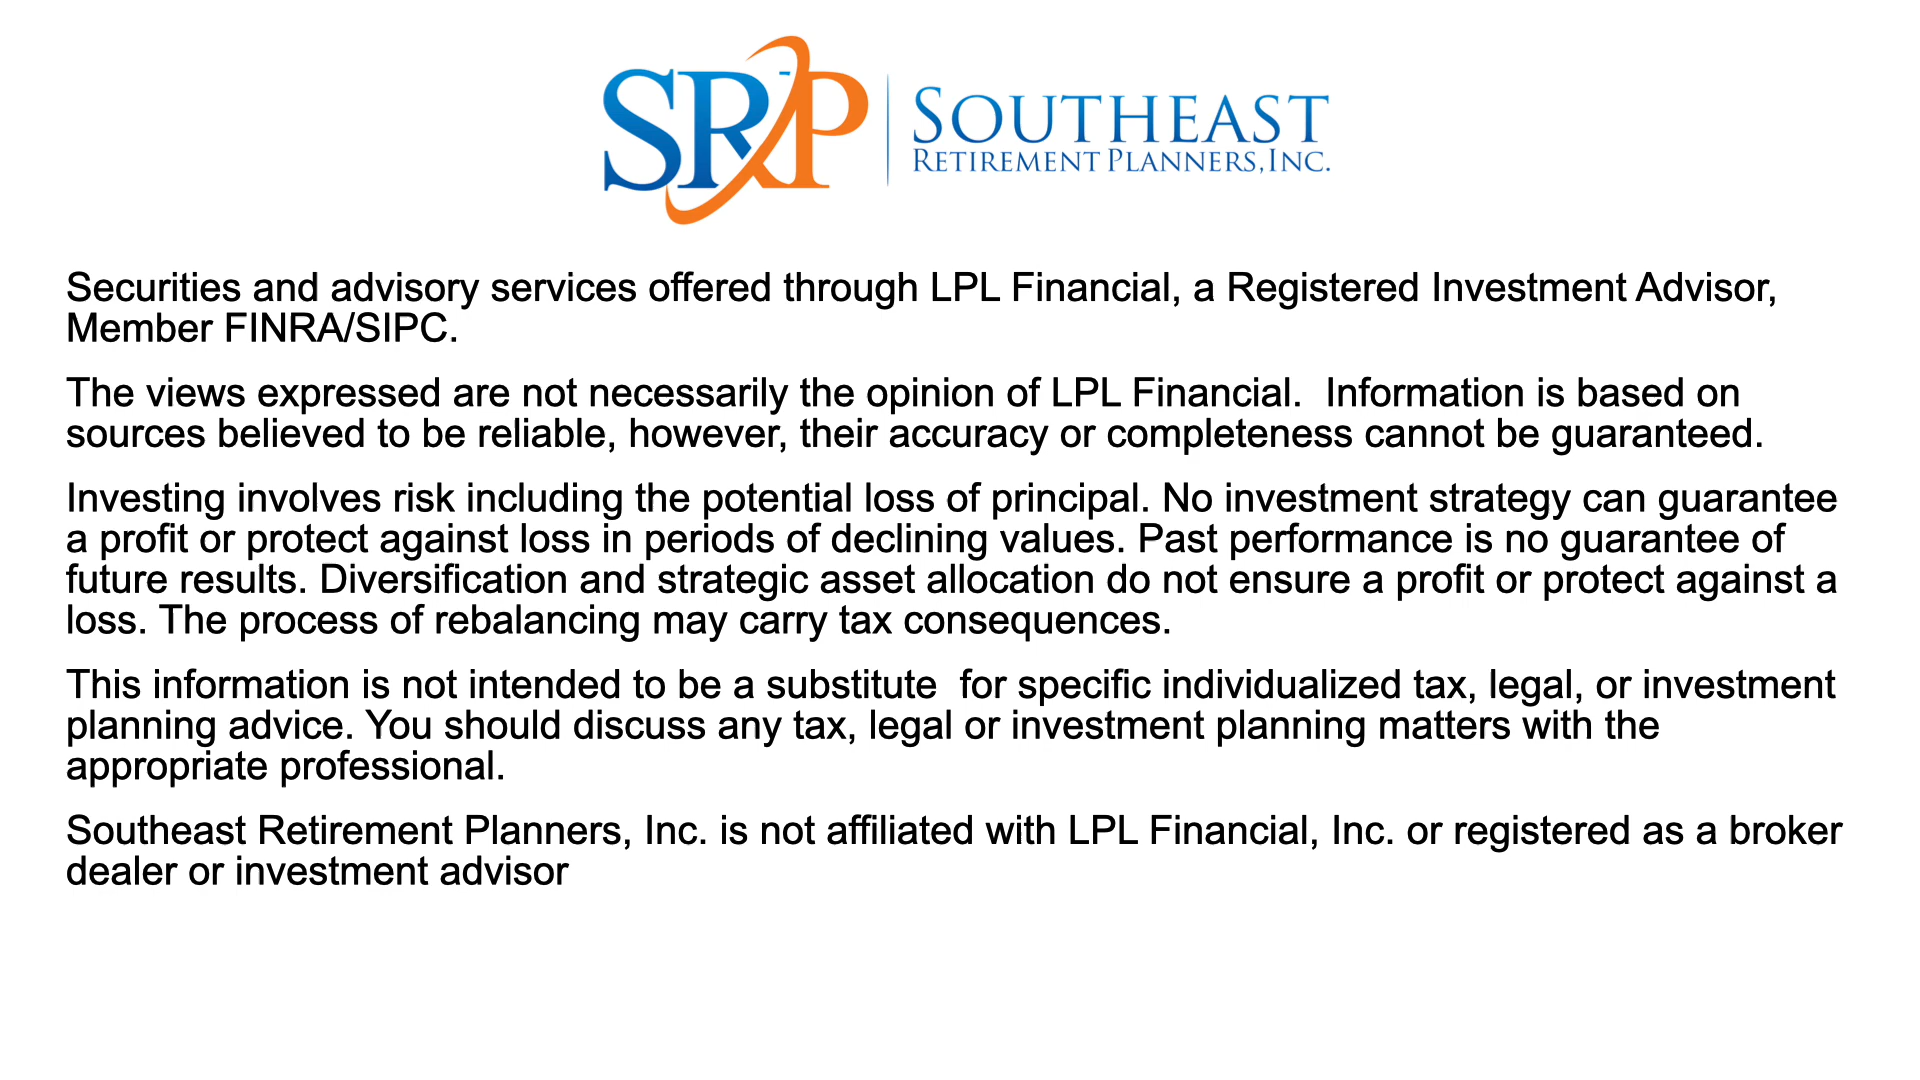 SRP
SOUTHEAST
RETIREMENT PLANNERS, INC.
Securities and advisory services offered through LPL Financial, a Registered Investment Advisor,
Member FINRA/SIPC.
The views expressed are not necessarily the opinion of LPL Financial.  Information is based on
sources believed to be reliable, however, their accuracy or completeness cannot be guaranteed.
Investing involves risk including the potential loss of principal. No investment strategy can guarantee
a profit or protect against loss in periods of declining values. Past performance is no guarantee of
future results. Diversification and strategic asset allocation do not ensure a profit or protect against a
loss. The process of rebalancing may carry tax consequences.
This information is not intended to be a substitute  for specific individualized tax, legal, or investment
planning advice. You should discuss any tax, legal or investment planning matters with the
appropriate professional.
Southeast Retirement Planners, Inc. is not affiliated with LPL Financial, Inc. or registered as a broker
dealer or investment advisor